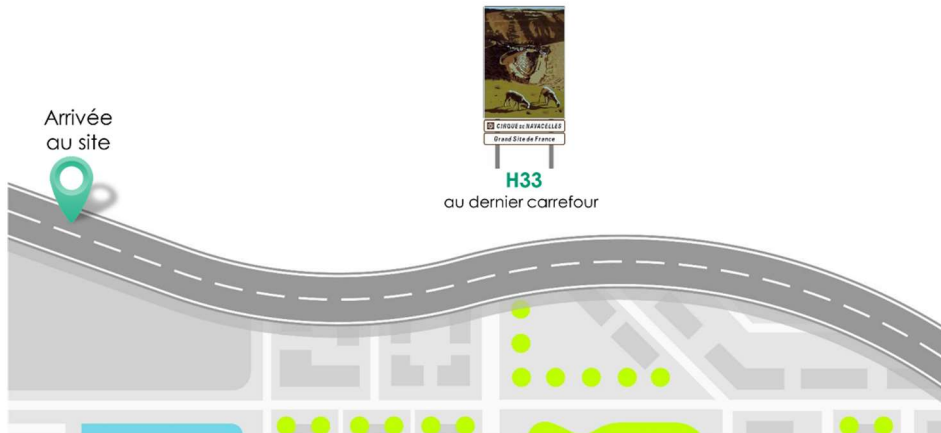 Arrivée
au site
CIRQUE DE NAVACELLES
Grand Site de France
H33
au dernier carrefour